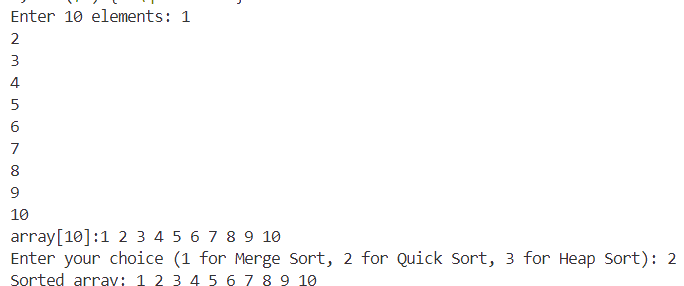 Enter 10 elements: 1
2
3
4
5
6
7
8
9
10
array[10]:1 2 3 4 5 6 7 8 9 10
Enter your choice (1 for Merge Sort, 2 for Quick Sort, 3 for Heap Sort): 2
Sorted array: 1 2 3 4 5 6 7 8 9 10